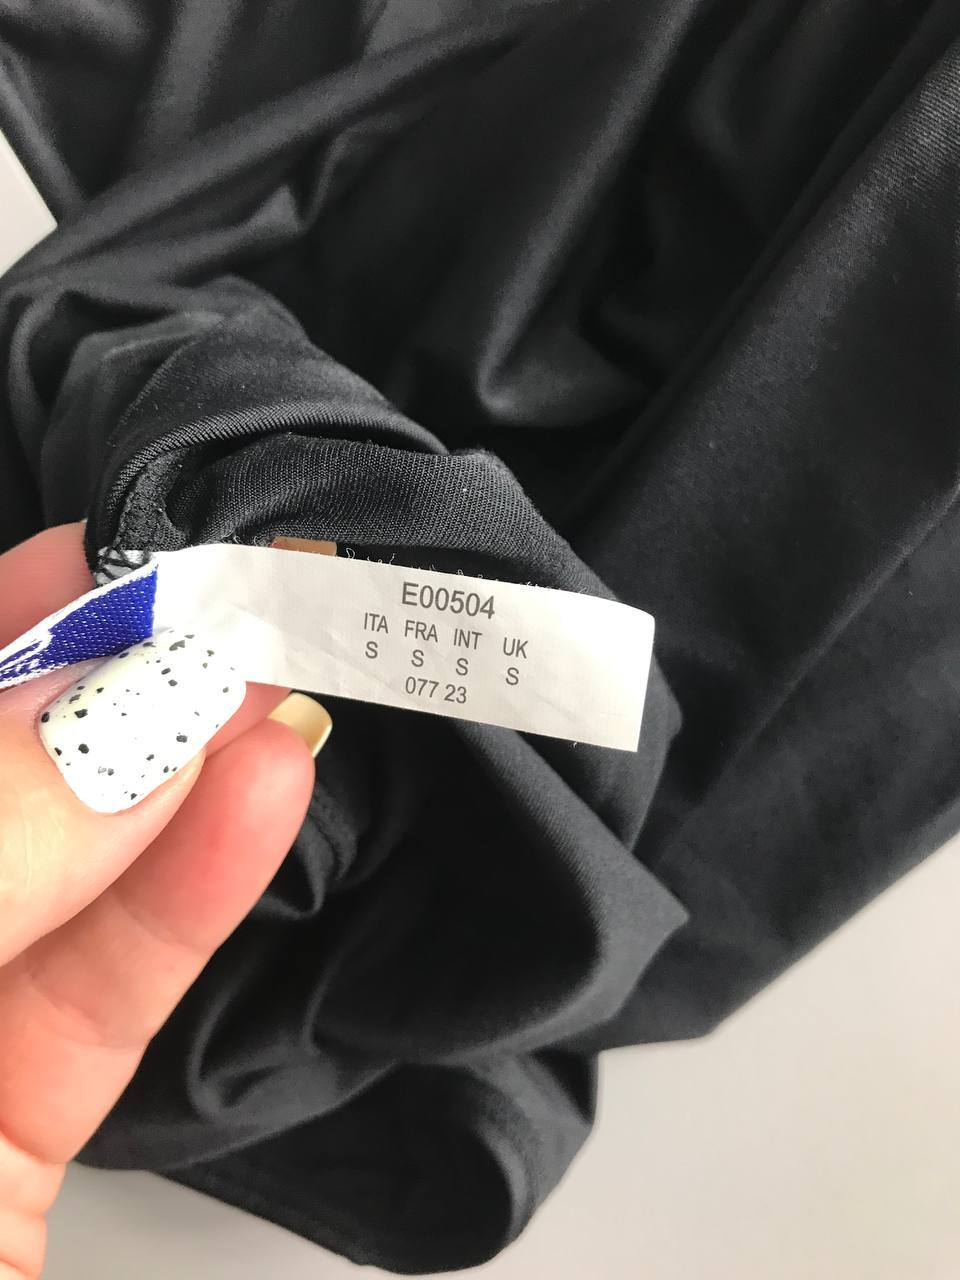 E00504
ITA FRA INT UK
S S S S
077 23